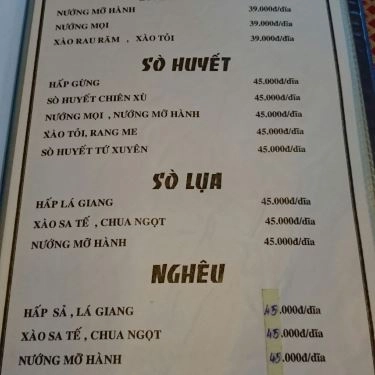 NƯỚNG MỠ HÀNH 39.000đ/dĩa
NƯỚNG MỌI 39.000đ/dĩa
XÀO RAU RĂM , XÀO TỎI 39.000đ/dĩa
SÒ HUYẾT
HẤP GỪNG 45.000đ/dĩa
SÒ HUYẾT CHIÊN XÙ 45.000đ/dĩa
NƯỚNG MỌI , NƯỚNG MỠ HÀNH 45.000đ/dĩa
XÀO TỎI, RANG ME 45.000đ/dĩa
SÒ HUYẾT TỨ XUYÊN 45.000đ/dĩa
SÒ LỤA
HẤP LÁ GIANG 45.000đ/dĩa
XÀO SA TẾ , CHUA NGỌT 45.000đ/dĩa
NƯỚNG MỠ HÀNH 45.000đ/dĩa
NGHÊU
HẤP SẢ , LÁ GIANG 45.000đ/dĩa
XÀO SA TẾ , CHUA NGỌT 45.000đ/dĩa
NƯỚNG MỠ HÀNH 45.000đ/dĩa